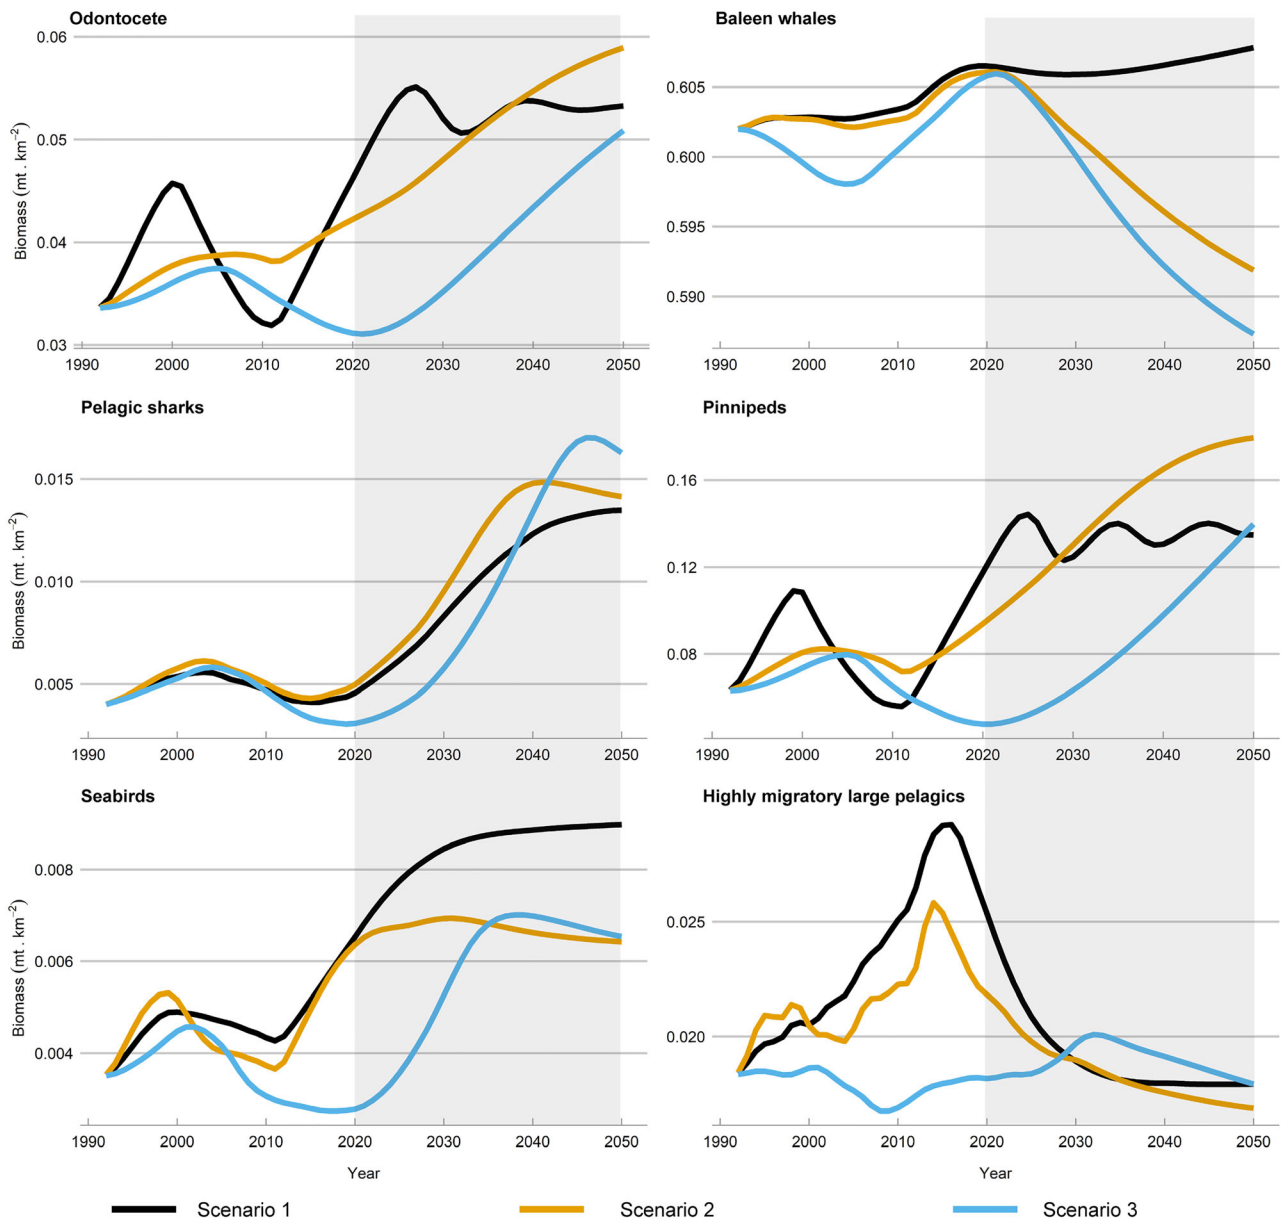 Odontocete
Baleen whales
0.06
0.05
0.04
0.03
Biomass (mt . km⁻²)
0.605
0.600
0.595
0.590
1990 2000 2010 2020 2030 2040 2050
1990 2000 2010 2020 2030 2040 2050
Pelagic sharks
Pinnipeds
0.015
0.010
0.005
Biomass (mt . km⁻²)
0.16
0.12
0.08
1990 2000 2010 2020 2030 2040 2050
1990 2000 2010 2020 2030 2040 2050
Seabirds
Highly migratory large pelagics
0.008
0.006
0.004
Biomass (mt . km⁻²)
0.025
0.020
1990 2000 2010 2020 2030 2040 2050
1990 2000 2010 2020 2030 2040 2050
Year
Year
Scenario 1
Scenario 2
Scenario 3